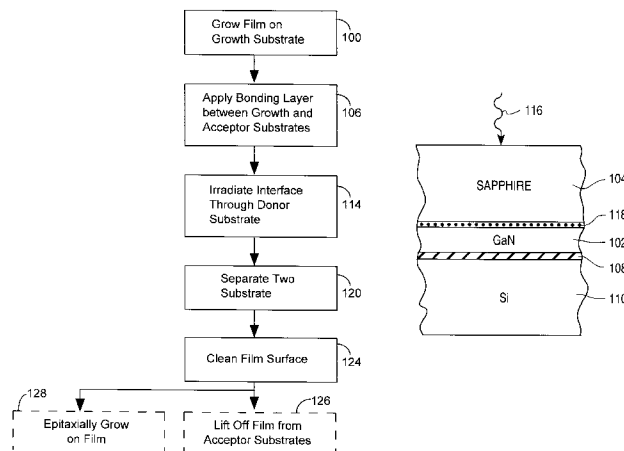 Grow Film on
Growth Substrate
100
Apply Bonding Layer
between Growth and
Acceptor Substrates
106
Irradiate Interface
Through Donor
Substrate
114
Separate Two
Substrate
120
Clean Film Surface
124
128
Epitaxially Grow
on Film
126
Lift Off Film from
Acceptor Substrates
116
SAPPHIRE
104
118
GaN
102
108
Si
110